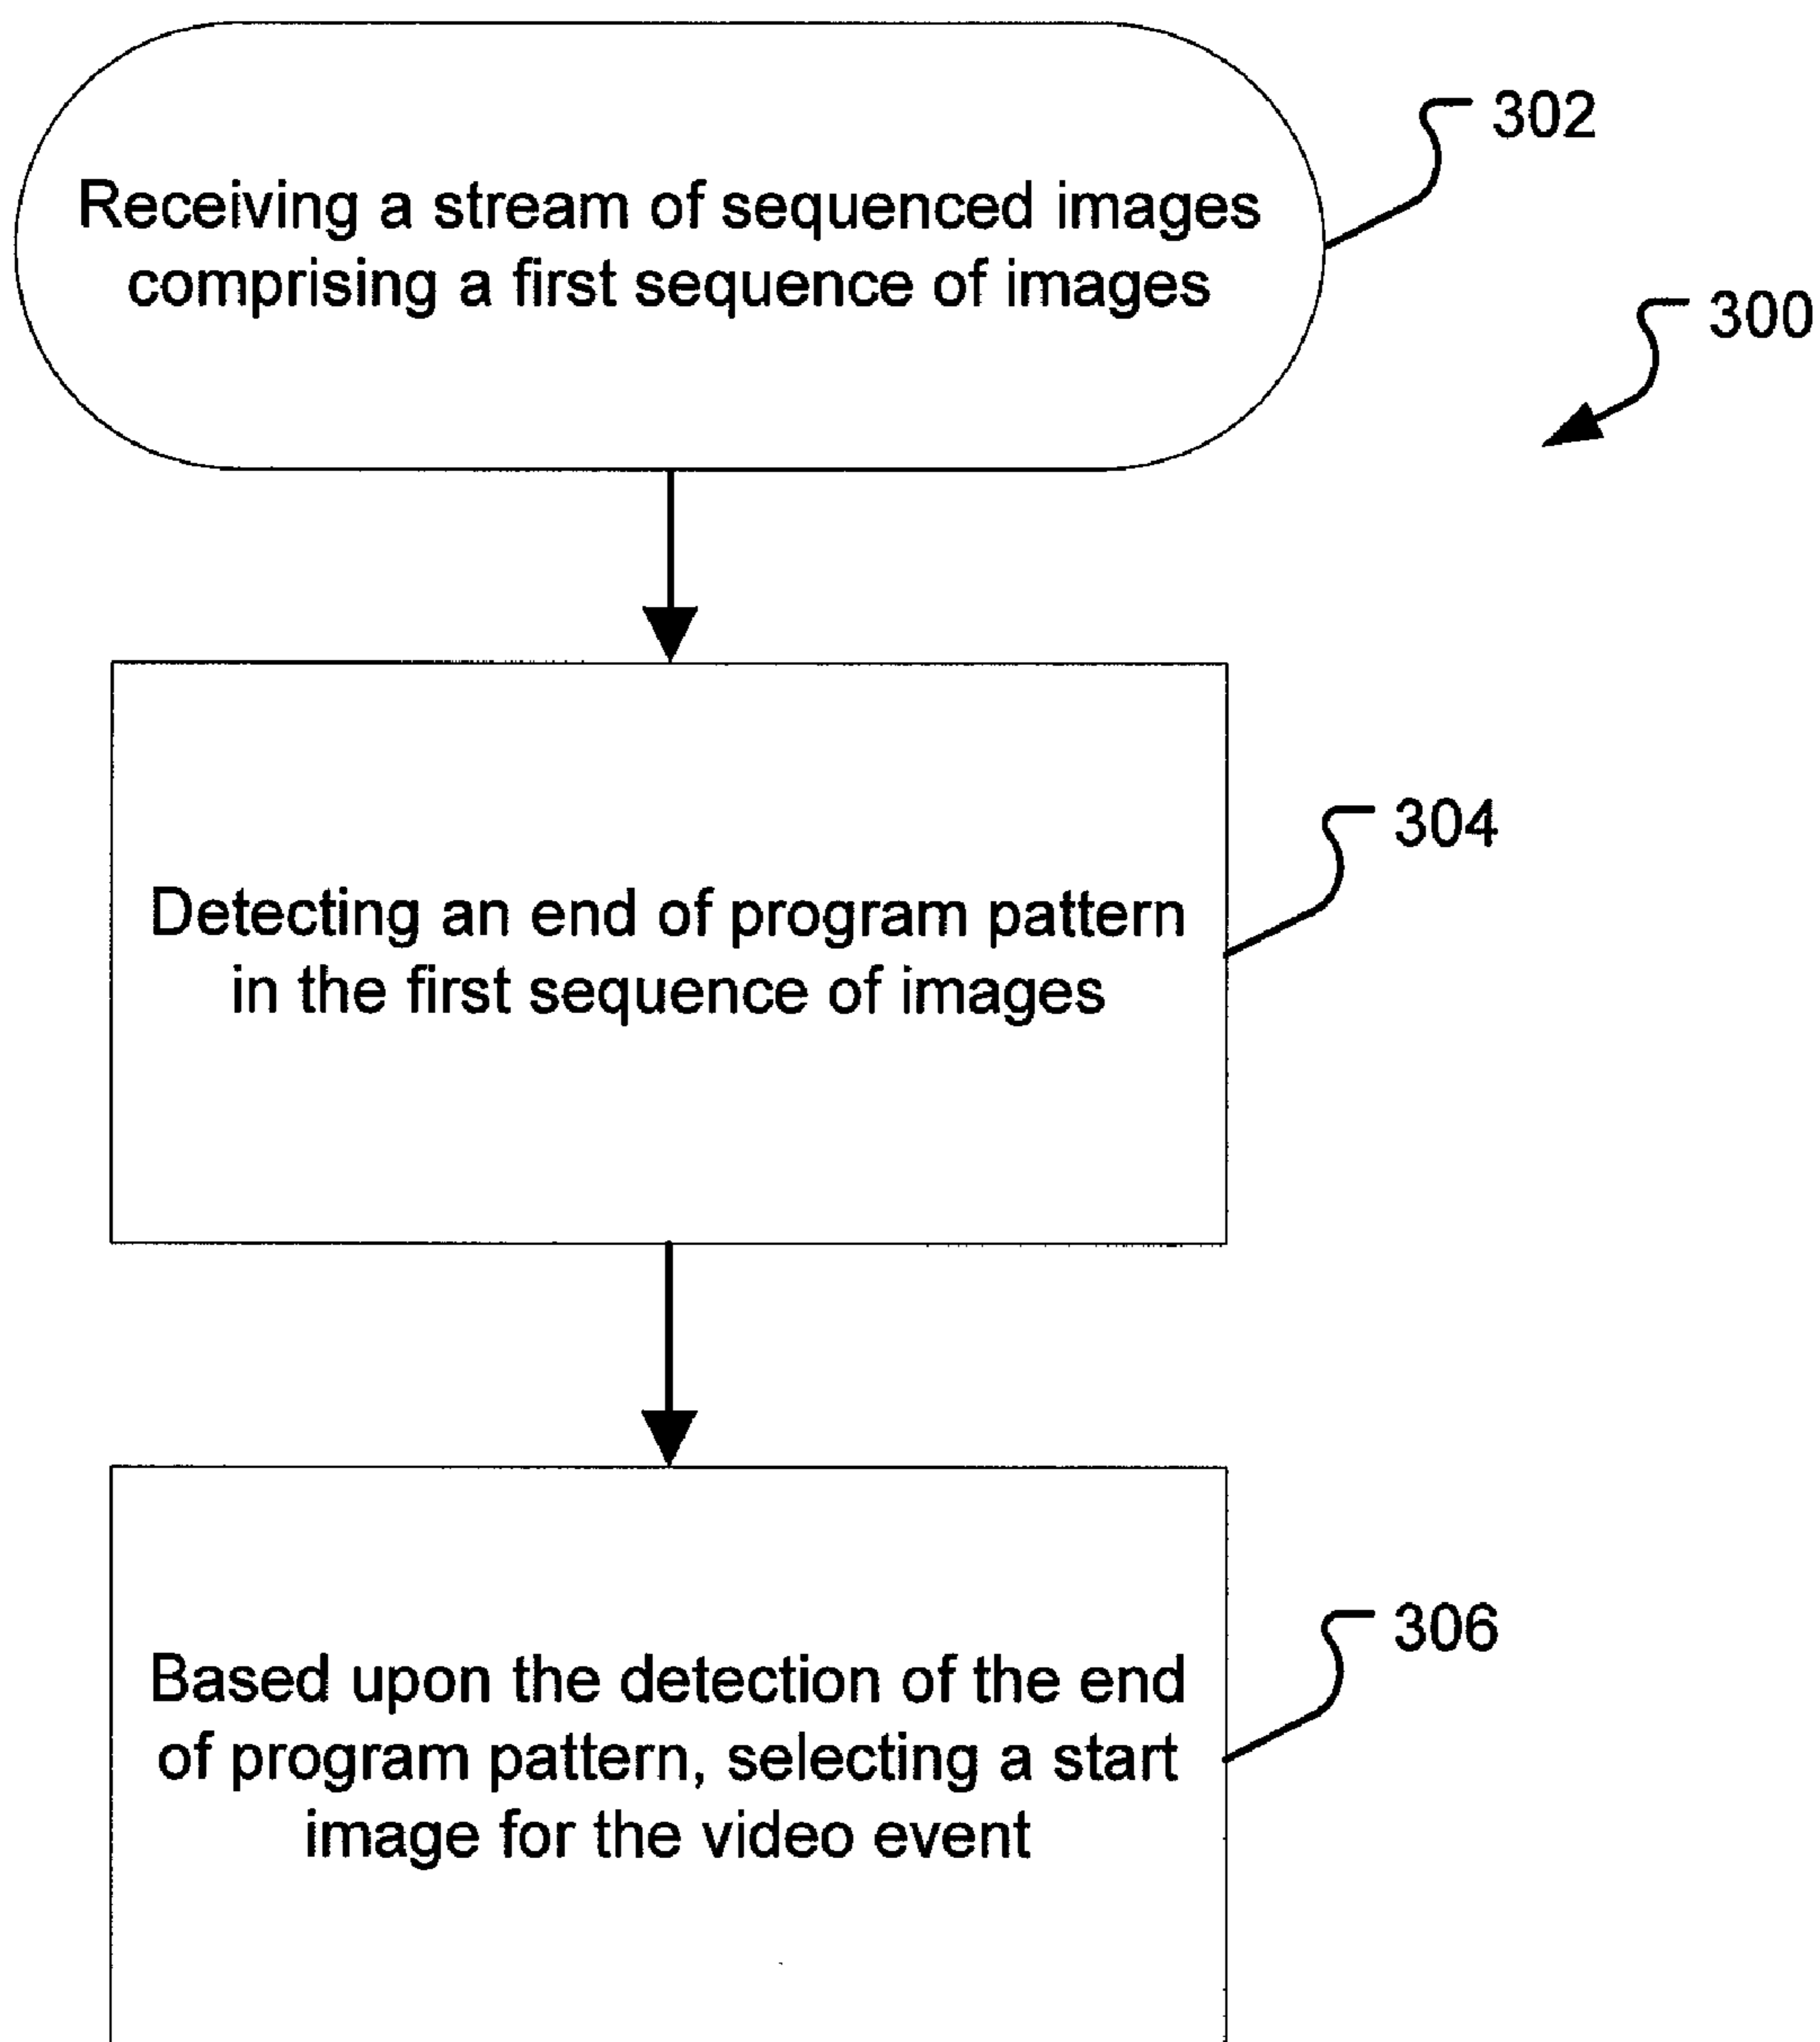 Receiving a stream of sequenced images
comprising a first sequence of images
302
300
Detecting an end of program pattern
in the first sequence of images
304
Based upon the detection of the end
of program pattern, selecting a start
image for the video event
306